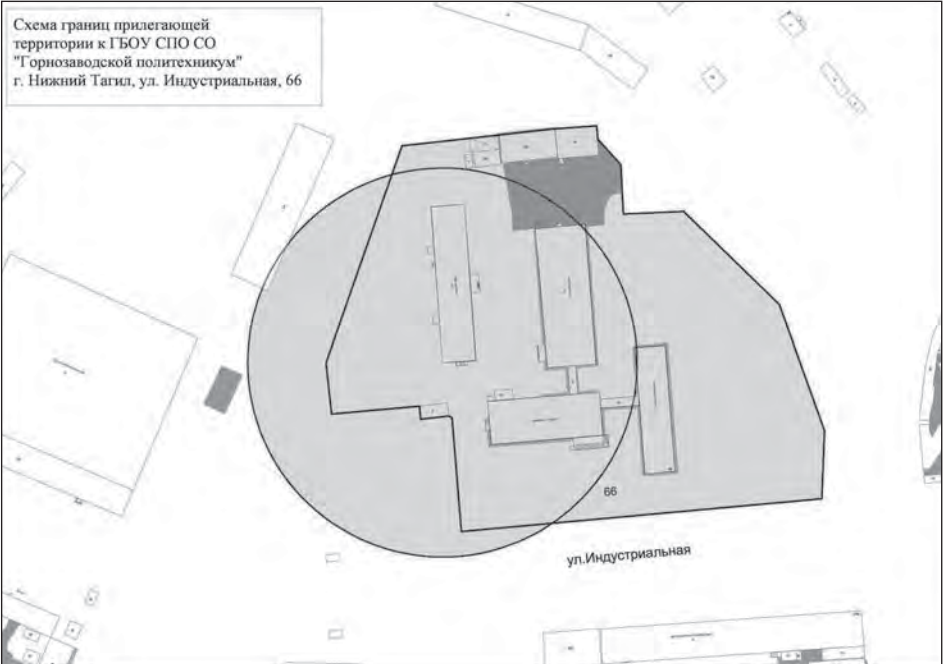 Схема границ прилегающей
территории к ГБОУ СПО СО
"Горнозаводской политехникум"
г. Нижний Тагил, ул. Индустриальная, 66
66
ул.Индустриальная